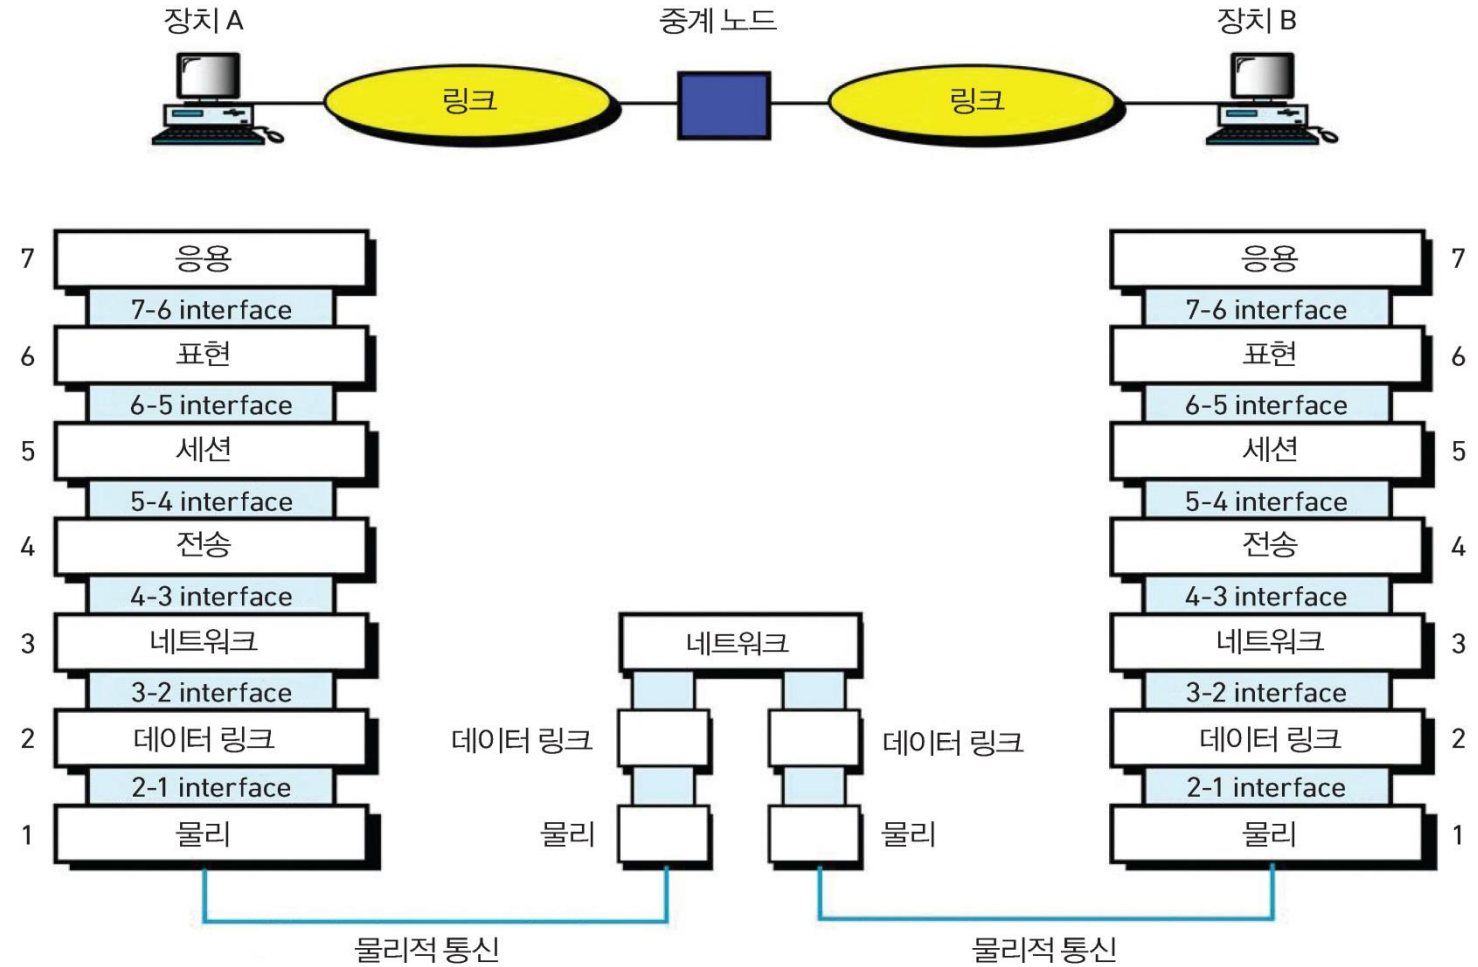 장치 A
중계 노드
장치 B
링크
링크
7
응용
응용
7
7-6 interface
7-6 interface
6
표현
표현
6
6-5 interface
6-5 interface
5
세션
세션
5
5-4 interface
5-4 interface
4
전송
전송
4
4-3 interface
4-3 interface
3
네트워크
네트워크
네트워크
3
3-2 interface
3-2 interface
2
데이터 링크
데이터 링크
데이터 링크
데이터 링크
2
2-1 interface
2-1 interface
1
물리
물리
물리
물리
1
물리적 통신
물리적 통신